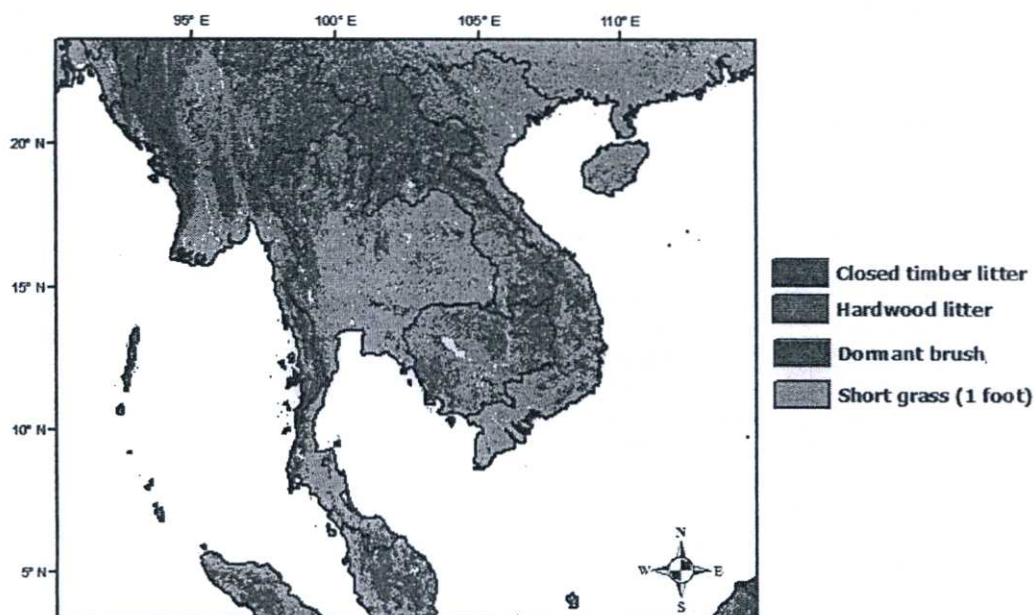 95° E 100° E 105° E 110° E
20° N
15° N
10° N
5° N
Closed timber litter
Hardwood litter
Dormant brush
Short grass (1 foot)
N
W E
S